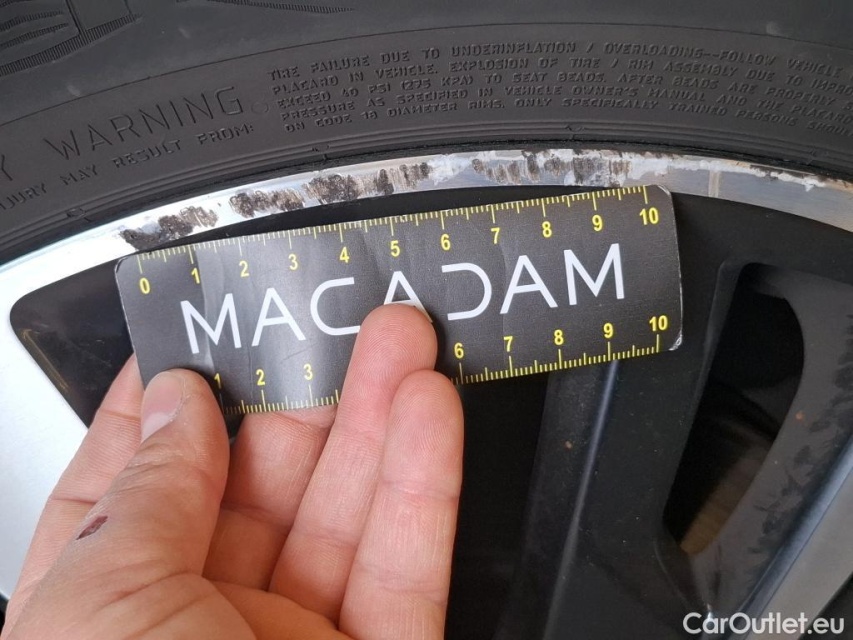 WARNING
INJURY MAY RESULT FROM:
TIRE FAILURE DUE TO UNDERINFLATION / OVERLOADING--FOLLOW
PLACARD IN VEHICLE. EXPLOSION OF TIRE / RIM ASSEMBLY DUE TO
EXCEED 40 PSI (275 KPA) TO SEAT BEADS. AFTER BEADS ARE PROPERLY
PRESSURE AS SPECIFIED IN VEHICLE OWNER'S MANUAL AND THE PLACARD
ON CODE 18 DIAMETER RIMS. ONLY SPECIFICALLY TRAINED PERSONS
0 1 2 3 4 5 6 7 8 9 10
MACADAM
1 2 3 6 7 8 9 10
CarOutlet.eu